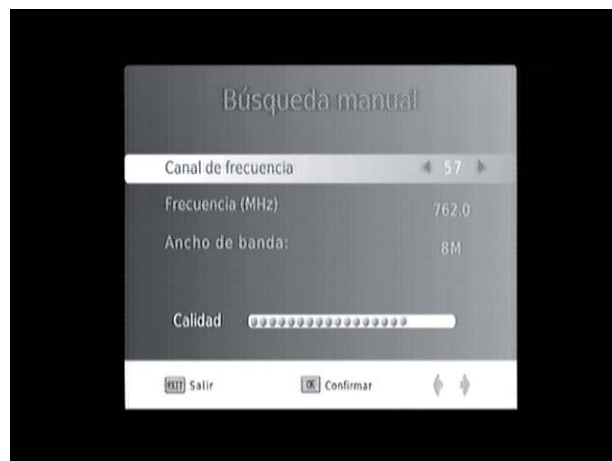 Búsqueda manual
Canal de frecuencia 57
Frecuencia (MHz) 762.0
Ancho de banda: 8M
Calidad
EXIT Salir OK Confirmar